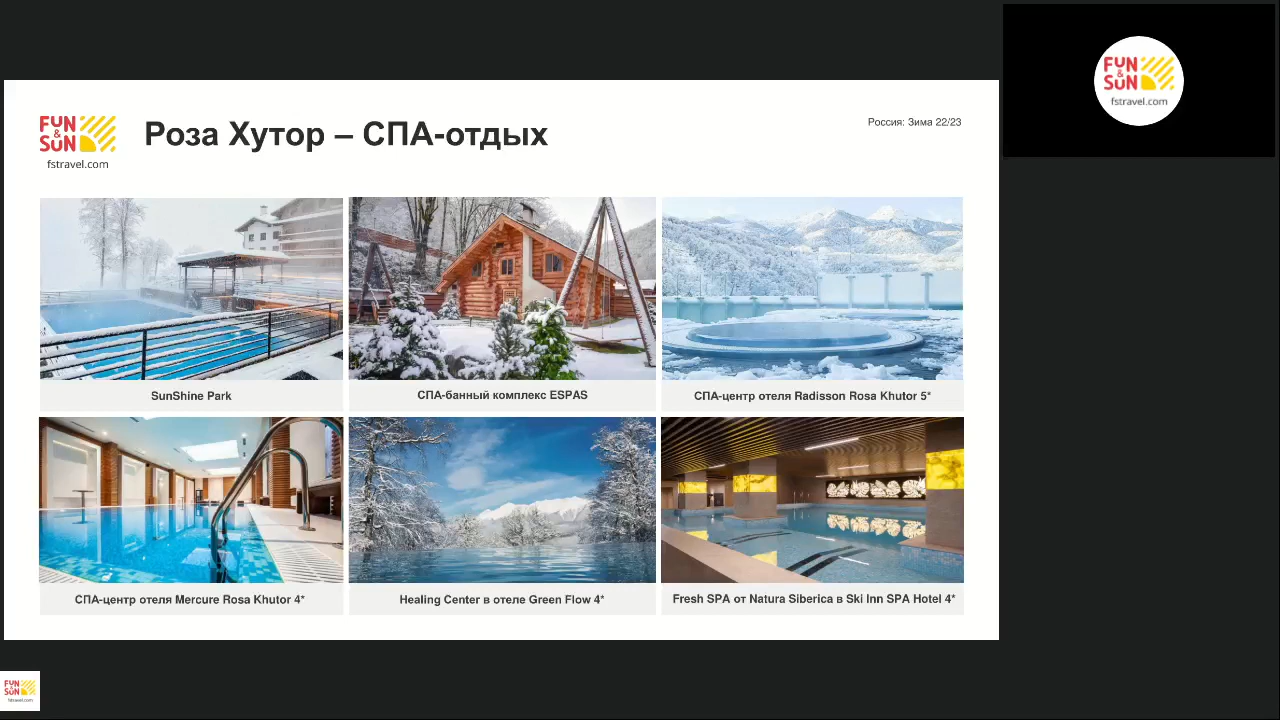 FUN
&
SUN
fstravel.com
Роза Хутор – СПА-отдых
Россия: Зима 22/23
FUN
&
SUN
fstravel.com
SunShine Park
СПА-банный комплекс ESPAS
СПА-центр отеля Radisson Rosa Khutor 5*
СПА-центр отеля Mercure Rosa Khutor 4*
Healing Center в отеле Green Flow 4*
Fresh SPA от Natura Siberica в Ski Inn SPA Hotel 4*
FUN
&
SUN
fstravel.com